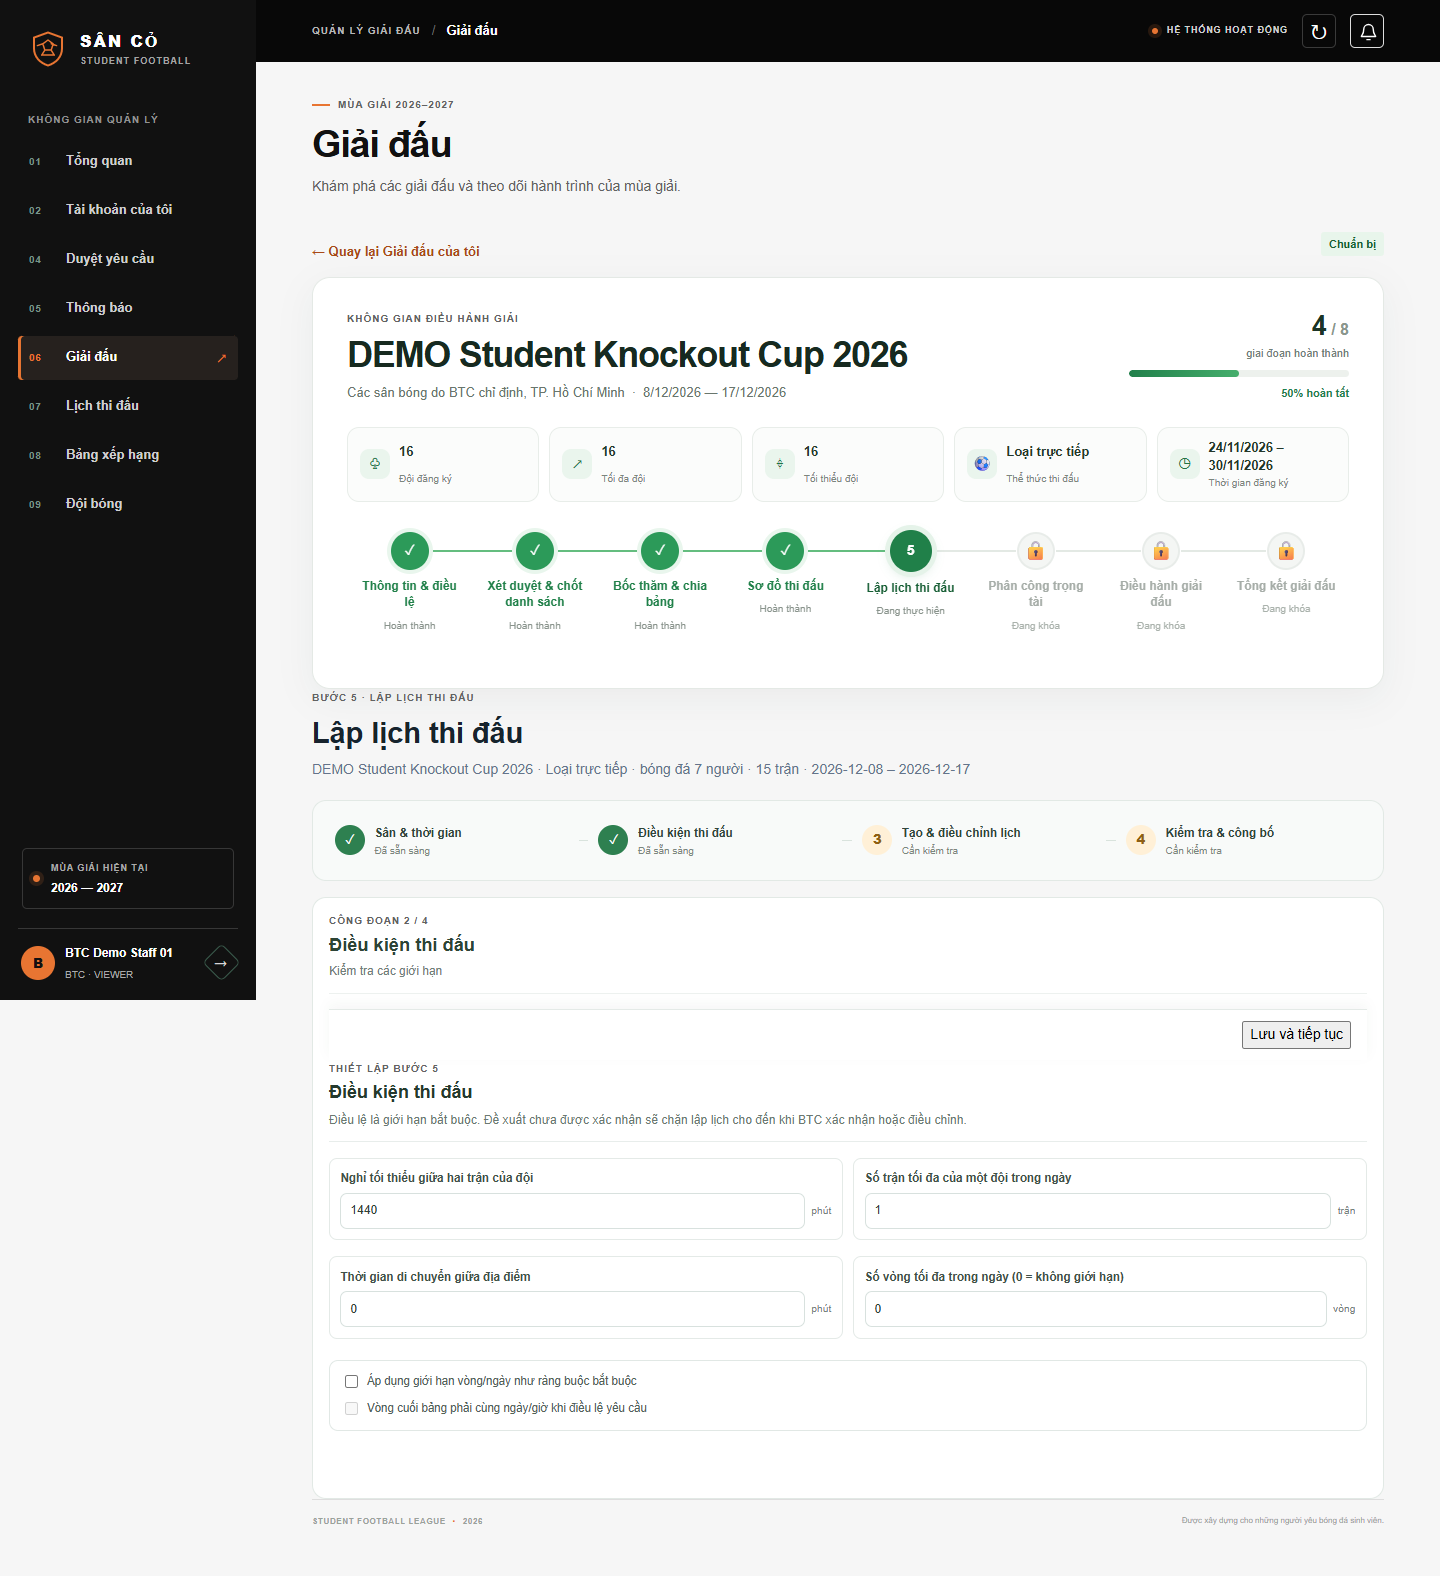 SÂN CỎ
STUDENT FOOTBALL
KHÔNG GIAN QUẢN LÝ
01 Tổng quan
02 Tài khoản của tôi
04 Duyệt yêu cầu
05 Thông báo
06 Giải đấu ↗
07 Lịch thi đấu
08 Bảng xếp hạng
09 Đội bóng
MÙA GIẢI HIỆN TẠI
2026 — 2027
B
BTC Demo Staff 01
BTC · VIEWER
→
QUẢN LÝ GIẢI ĐẤU / Giải đấu
HỆ THỐNG HOẠT ĐỘNG
↻
MÙA GIẢI 2026–2027
Giải đấu
Khám phá các giải đấu và theo dõi hành trình của mùa giải.
← Quay lại Giải đấu của tôi
Chuẩn bị
KHÔNG GIAN ĐIỀU HÀNH GIẢI
DEMO Student Knockout Cup 2026
Các sân bóng do BTC chỉ định, TP. Hồ Chí Minh · 8/12/2026 — 17/12/2026
4 / 8
giai đoạn hoàn thành
50% hoàn tất
16
Đội đăng ký
16
Tối đa đội
16
Tối thiểu đội
Loại trực tiếp
Thể thức thi đấu
24/11/2026 –
30/11/2026
Thời gian đăng ký
✓
Thông tin & điều
lệ
Hoàn thành
✓
Xét duyệt & chốt
danh sách
Hoàn thành
✓
Bốc thăm & chia
bảng
Hoàn thành
✓
Sơ đồ thi đấu
Hoàn thành
5
Lập lịch thi đấu
Đang thực hiện
Phân công trọng
tài
Đang khóa
Điều hành giải
đấu
Đang khóa
Tổng kết giải đấu
Đang khóa
BƯỚC 5 · LẬP LỊCH THI ĐẤU
Lập lịch thi đấu
DEMO Student Knockout Cup 2026 · Loại trực tiếp · bóng đá 7 người · 15 trận · 2026-12-08 – 2026-12-17
✓ Sân & thời gian
Đã sẵn sàng
✓ Điều kiện thi đấu
Đã sẵn sàng
3 Tạo & điều chỉnh lịch
Cần kiểm tra
4 Kiểm tra & công bố
Cần kiểm tra
CÔNG ĐOẠN 2 / 4
Điều kiện thi đấu
Kiểm tra các giới hạn
Lưu và tiếp tục
THIẾT LẬP BƯỚC 5
Điều kiện thi đấu
Điều lệ là giới hạn bắt buộc. Đề xuất chưa được xác nhận sẽ chặn lập lịch cho đến khi BTC xác nhận hoặc điều chỉnh.
Nghỉ tối thiểu giữa hai trận của đội
1440 phút
Số trận tối đa của một đội trong ngày
1 trận
Thời gian di chuyển giữa địa điểm
0 phút
Số vòng tối đa trong ngày (0 = không giới hạn)
0 vòng
Áp dụng giới hạn vòng/ngày như ràng buộc bắt buộc
Vòng cuối bảng phải cùng ngày/giờ khi điều lệ yêu cầu
STUDENT FOOTBALL LEAGUE • 2026
Được xây dựng cho những người yêu bóng đá sinh viên.